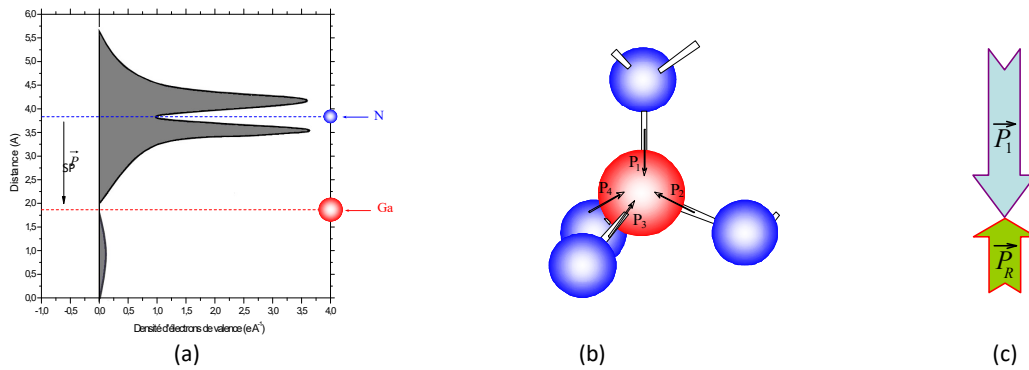 6,0
5,5
5,0
4,5
4,0
3,5
3,0
2,5
2,0
1,5
1,0
0,5
0,0
Distance (A)
P
SP
N
Ga
-1,0 -0,5 0,0 0,5 1,0 1,5 2,0 2,5 3,0 3,5 4,0
Densité d'électrons de valence (e A⁻³)
(a)
P₁
P₄
P₂
P₃
(b)
P₁
P_R
(c)